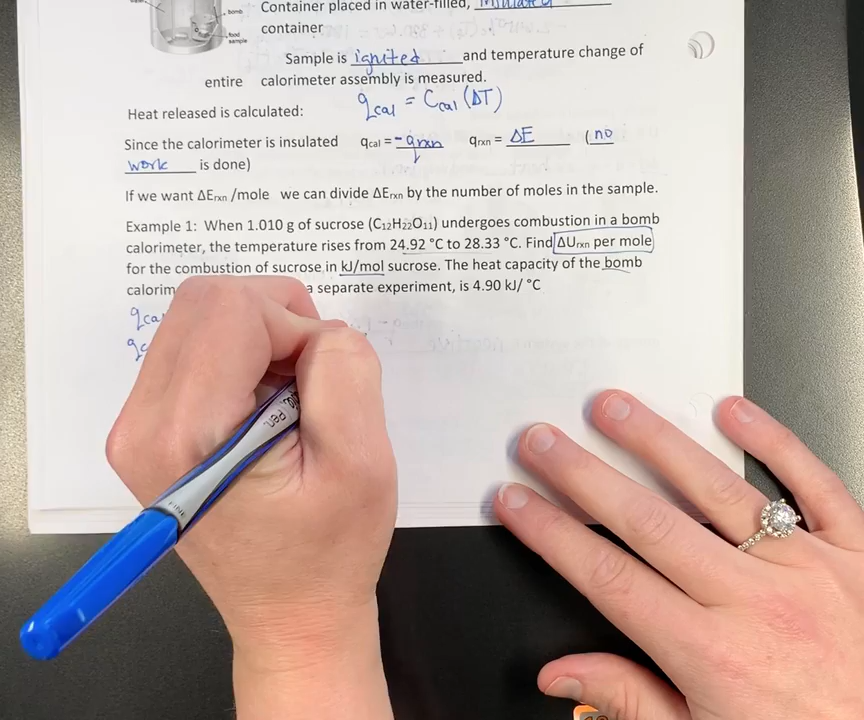 bomb
food
sample
Container placed in water-filled, insulated
container
Sample is ignited and temperature change of
entire calorimeter assembly is measured.
Heat released is calculated: qcal = Ccal (ΔT)
Since the calorimeter is insulated qcal = -qrxn qrxn = ΔE (no
work is done)
If we want ΔErxn /mole we can divide ΔErxn by the number of moles in the sample.
Example 1: When 1.010 g of sucrose (C12H22O11) undergoes combustion in a bomb
calorimeter, the temperature rises from 24.92 °C to 28.33 °C. Find ΔUrxn per mole
for the combustion of sucrose in kJ/mol sucrose. The heat capacity of the bomb
a separate experiment, is 4.90 kJ/ °C
Pen.
FINE